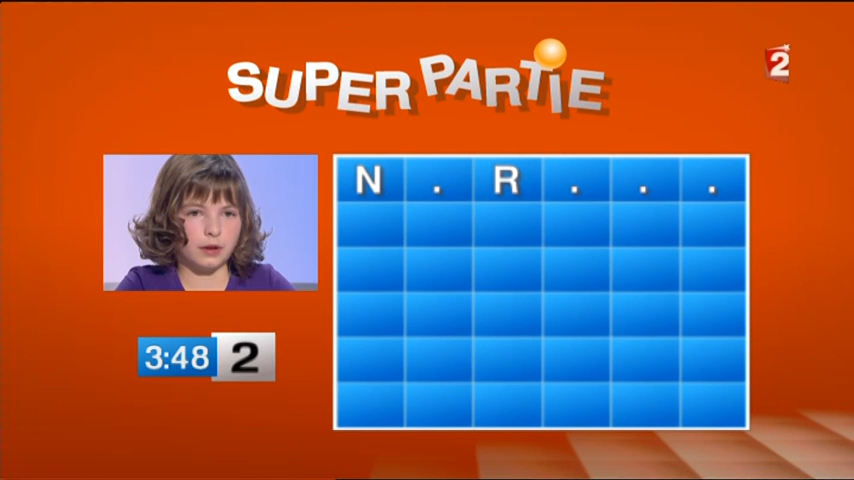 SUPER PARTIE
2
N . R . . .
3:48 2